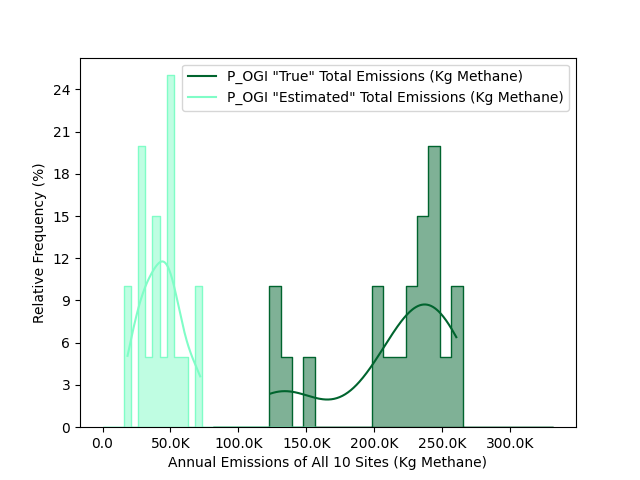 P_OGI "True" Total Emissions (Kg Methane)
P_OGI "Estimated" Total Emissions (Kg Methane)
Relative Frequency (%)
24
21
18
15
12
9
6
3
0
0.0 50.0K 100.0K 150.0K 200.0K 250.0K 300.0K
Annual Emissions of All 10 Sites (Kg Methane)